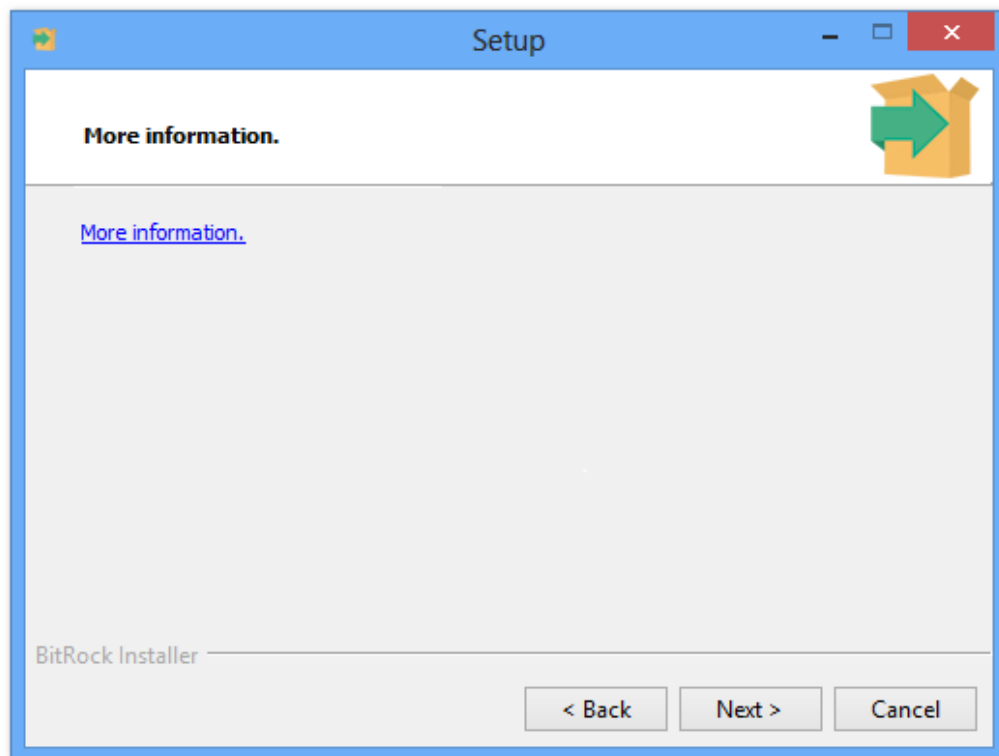 Setup
More information.
More information.
BitRock Installer
< Back Next > Cancel